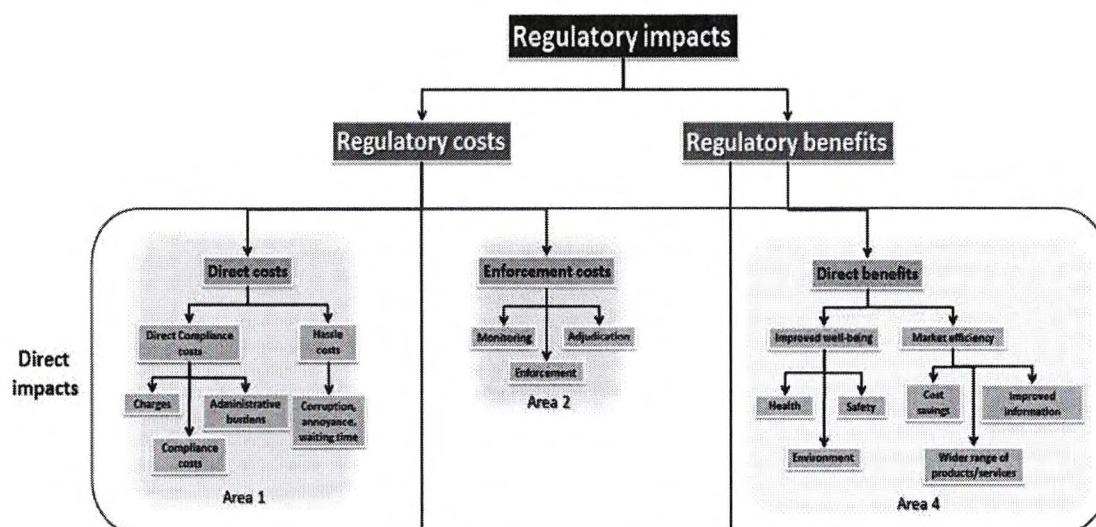 Regulatory impacts
Regulatory costs
Regulatory benefits
Direct impacts
Direct costs
Direct Compliance
costs
Hassle
costs
Charges
Administrative
burdens
Compliance
costs
Corruption,
annoyance,
waiting time
Area 1
Enforcement costs
Monitoring
Adjudication
Enforcement
Area 2
Direct benefits
Improved well-being
Market efficiency
Health
Safety
Environment
Cost
savings
Improved
information
Wider range of
products/services
Area 4